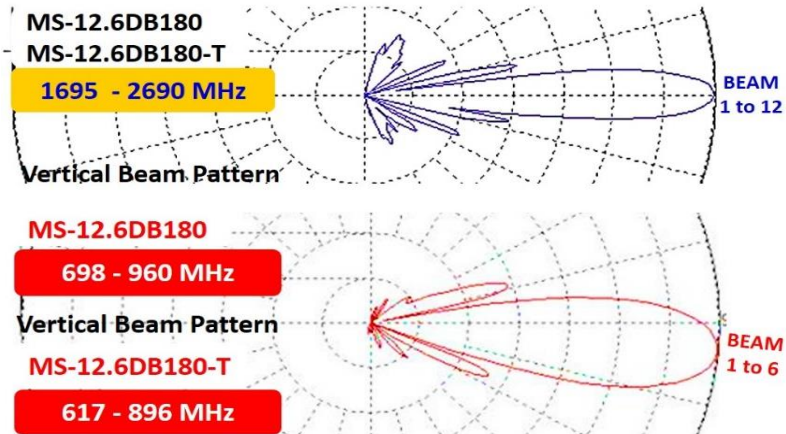 MS-12.6DB180
MS-12.6DB180-T
1695 - 2690 MHz
BEAM
1 to 12
Vertical Beam Pattern
MS-12.6DB180
698 - 960 MHz
Vertical Beam Pattern
BEAM
1 to 6
MS-12.6DB180-T
617 - 896 MHz